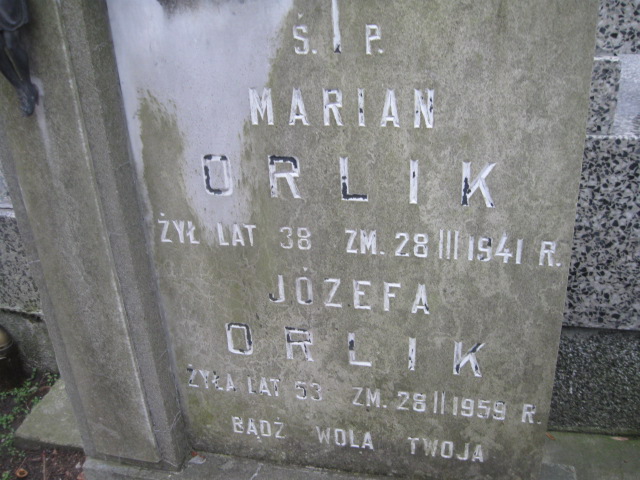 Ś. P.
MARIAN
ORLIK
ŻYŁ LAT 38 ZM. 28 III 1941 R.
JÓZEFA
ORLIK
ŻYŁA LAT 53 ZM. 28 II 1959 R.
BĄDŹ WOLA TWOJA